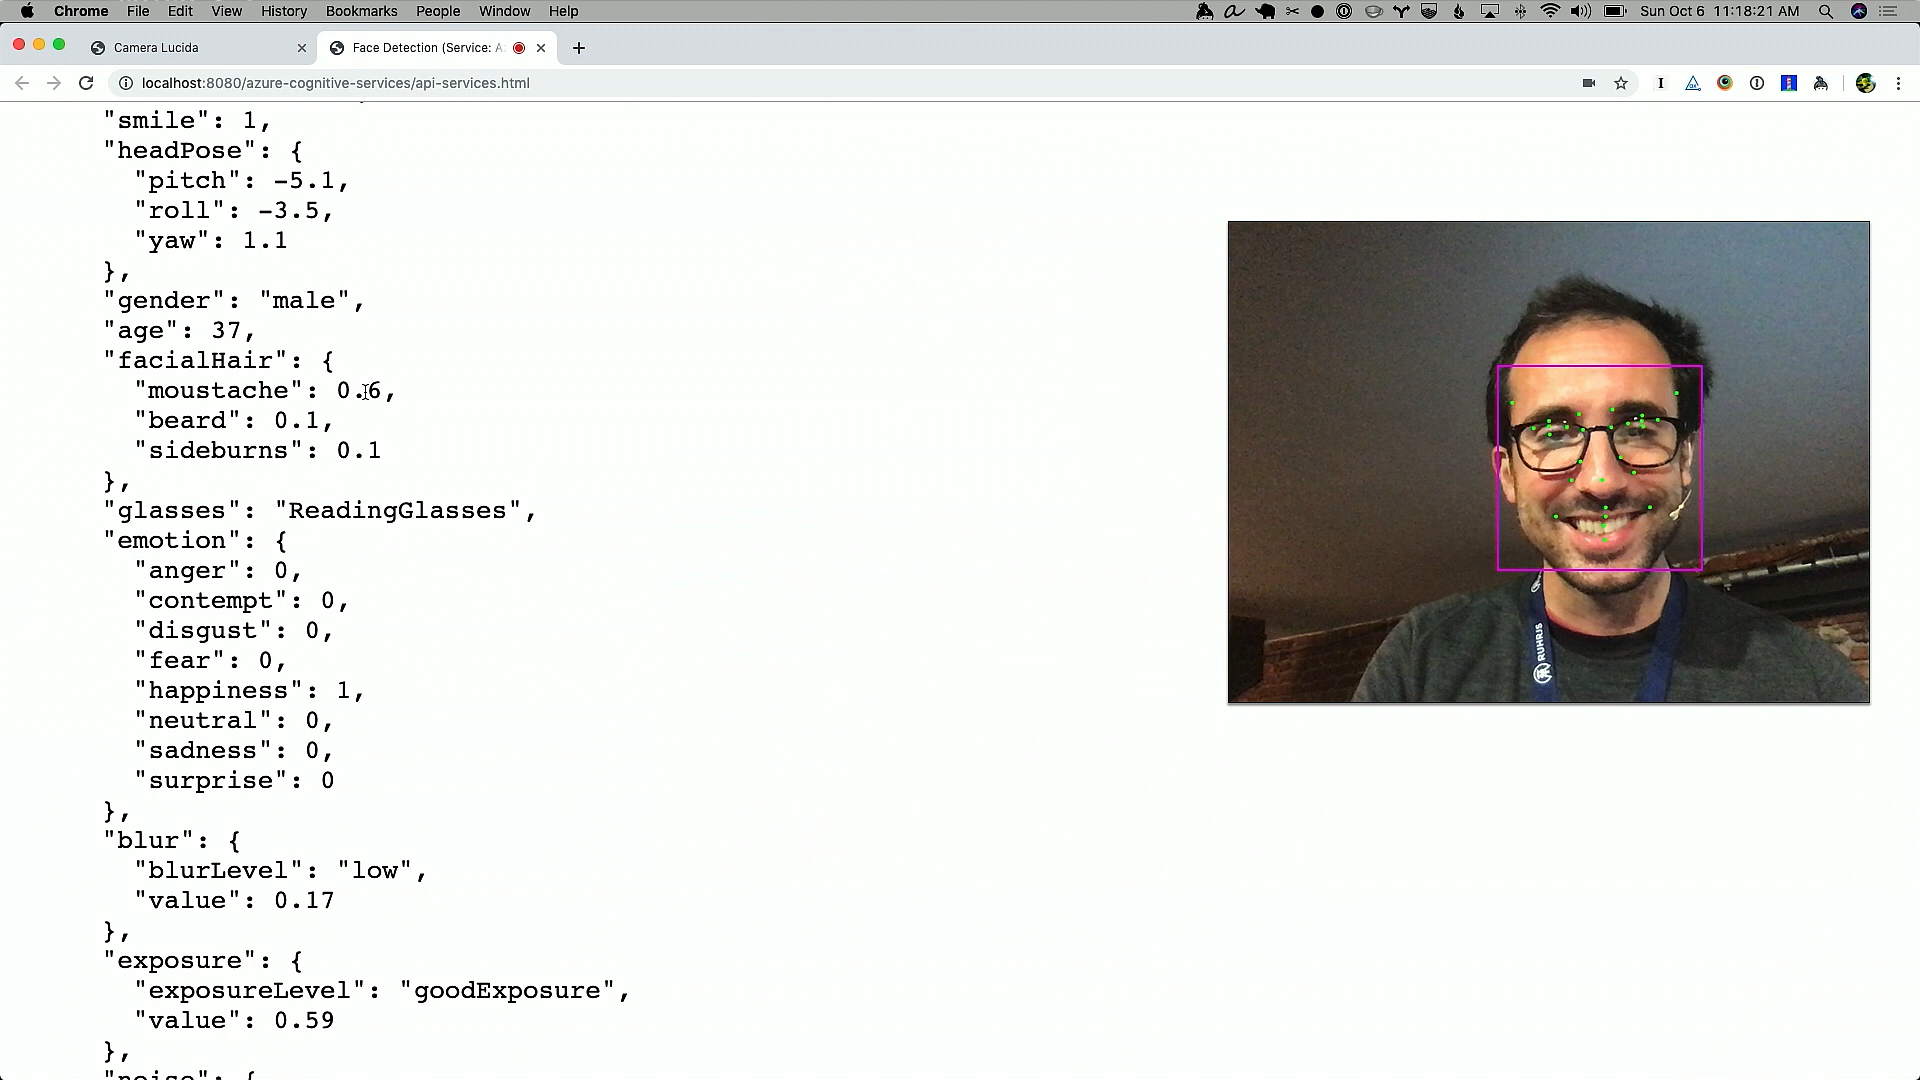 Chrome File Edit View History Bookmarks People Window Help Sun Oct 6 11:18:21 AM
Camera Lucida Face Detection (Service: A
localhost:8080/azure-cognitive-services/api-services.html
"smile": 1,
"headPose": {
"pitch": -5.1,
"roll": -3.5,
"yaw": 1.1
},
"gender": "male",
"age": 37,
"facialHair": {
"moustache": 0.6,
"beard": 0.1,
"sideburns": 0.1
},
"glasses": "ReadingGlasses",
"emotion": {
"anger": 0,
"contempt": 0,
"disgust": 0,
"fear": 0,
"happiness": 1,
"neutral": 0,
"sadness": 0,
"surprise": 0
},
"blur": {
"blurLevel": "low",
"value": 0.17
},
"exposure": {
"exposureLevel": "goodExposure",
"value": 0.59
},
"noise": {
RUHRJS